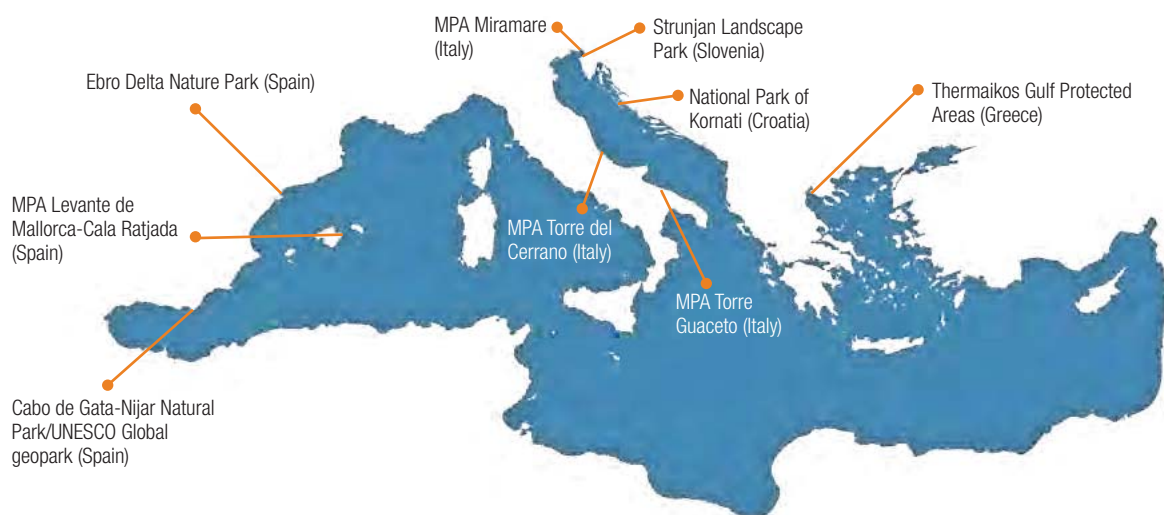 MPA Miramare
(Italy)
Strunjan Landscape
Park (Slovenia)
Ebro Delta Nature Park (Spain)
National Park of
Kornati (Croatia)
Thermaikos Gulf Protected
Areas (Greece)
MPA Levante de
Mallorca-Cala Ratjada
(Spain)
MPA Torre del
Cerrano (Italy)
MPA Torre
Guaceto (Italy)
Cabo de Gata-Nijar Natural
Park/UNESCO Global
geopark (Spain)